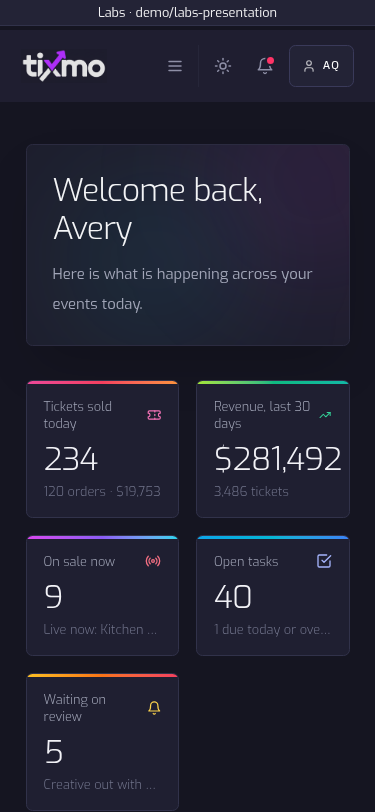 Labs · demo/labs-presentation
tixmo
AQ
Welcome back,
Avery
Here is what is happening across your
events today.
Tickets sold
today
234
120 orders · $19,753
Revenue, last 30
days
$281,492
3,486 tickets
On sale now
9
Live now: Kitchen ...
Open tasks
40
1 due today or ove...
Waiting on
review
5
Creative out with ...